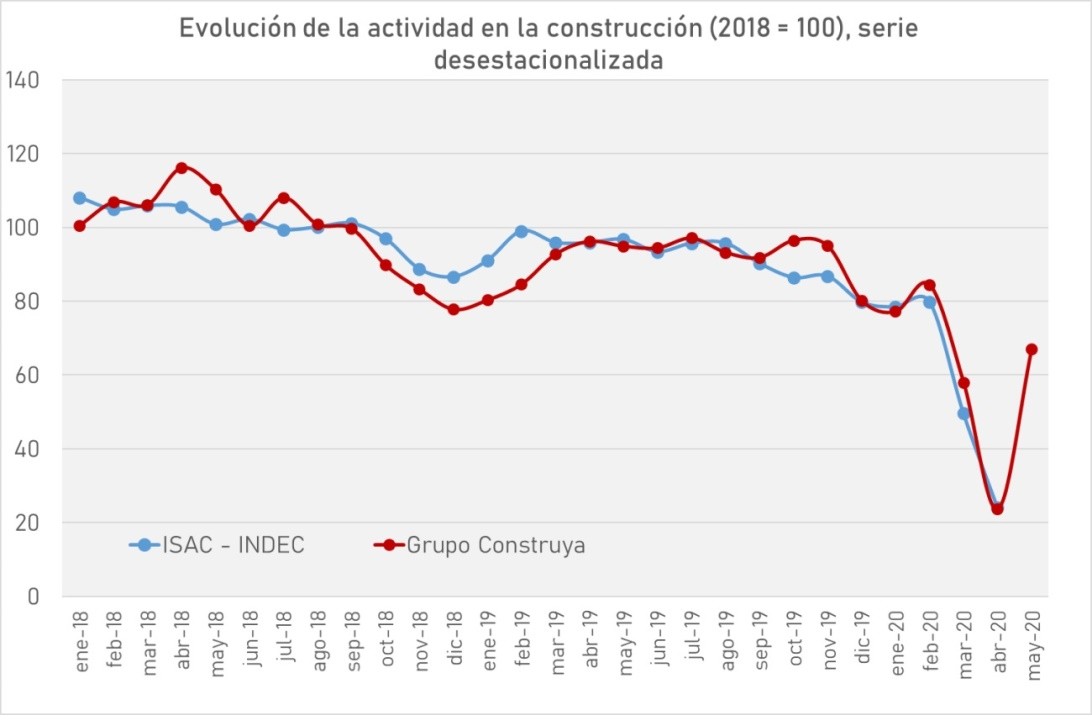 Evolución de la actividad en la construcción (2018 = 100), serie
desestacionalizada
140
120
100
80
60
40
20
0
ISAC - INDEC
Grupo Construya
ene-18
feb-18
mar-18
abr-18
may-18
jun-18
jul-18
ago-18
sep-18
oct-18
nov-18
dic-18
ene-19
feb-19
mar-19
abr-19
may-19
jun-19
jul-19
ago-19
sep-19
oct-19
nov-19
dic-19
ene-20
feb-20
mar-20
abr-20
may-20